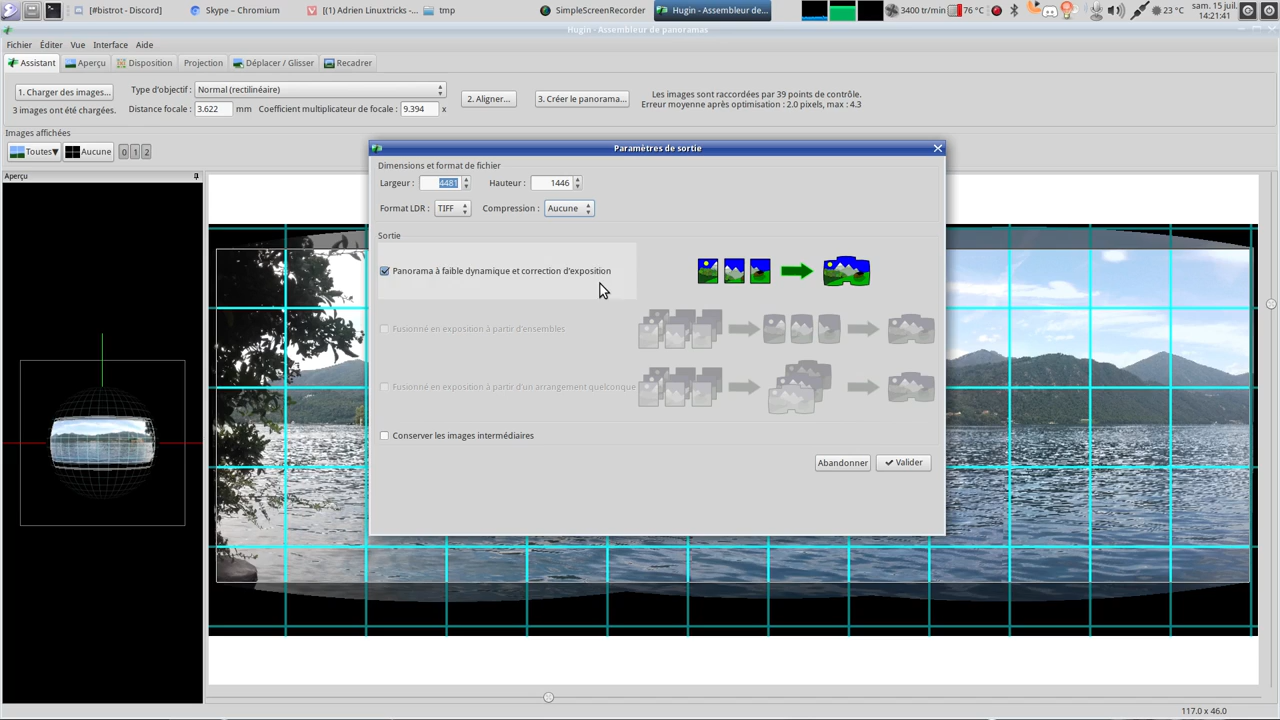 [#bistrot - Discord]
Skype – Chromium
[(1) Adrien Linuxtricks -...
tmp
SimpleScreenRecorder
Hugin - Assembleur de...
3400 tr/min
76 °C
23 °C
sam. 15 juil.
14:21:41
Hugin - Assembleur de panoramas
Fichier Éditer Vue Interface Aide
Assistant Aperçu Disposition Projection Déplacer / Glisser Recadrer
1. Charger des images...
Type d'objectif : Normal (rectilinéaire)
3 images ont été chargées.
Distance focale : 3.622 mm Coefficient multiplicateur de focale : 9.394 x
2. Aligner...
3. Créer le panorama...
Les images sont raccordées par 39 points de contrôle.
Erreur moyenne après optimisation : 2.0 pixels, max : 4.3
Images affichées
Toutes Aucune 0 1 2
Aperçu
Paramètres de sortie
Dimensions et format de fichier
Largeur : 4481 Hauteur : 1446
Format LDR : TIFF Compression : Aucune
Sortie
Panorama à faible dynamique et correction d'exposition
Fusionné en exposition à partir d'ensembles
Fusionné en exposition à partir d'un arrangement quelconque
Conserver les images intermédiaires
Abandonner Valider
117.0 x 46.0